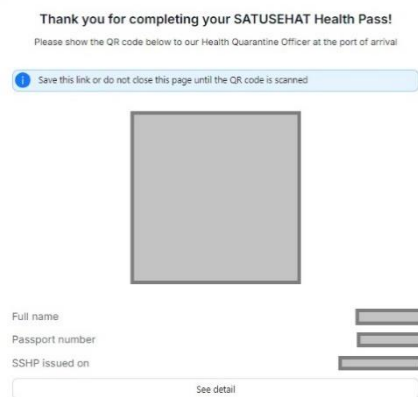 Thank you for completing your SATUSEHAT Health Pass!
Please show the QR code below to our Health Quarantine Officer at the port of arrival
Save this link or do not close this page until the QR code is scanned
Full name
Passport number
SSHP issued on
See detail